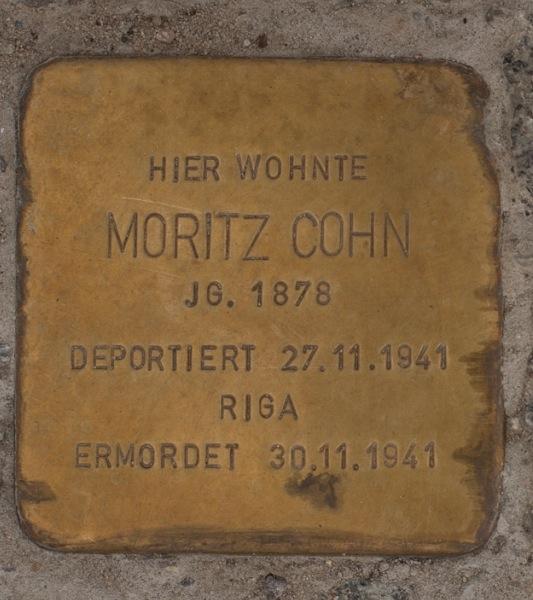 HIER WOHNTE
MORITZ COHN
JG. 1878
DEPORTIERT 27.11.1941
RIGA
ERMORDET 30.11.1941